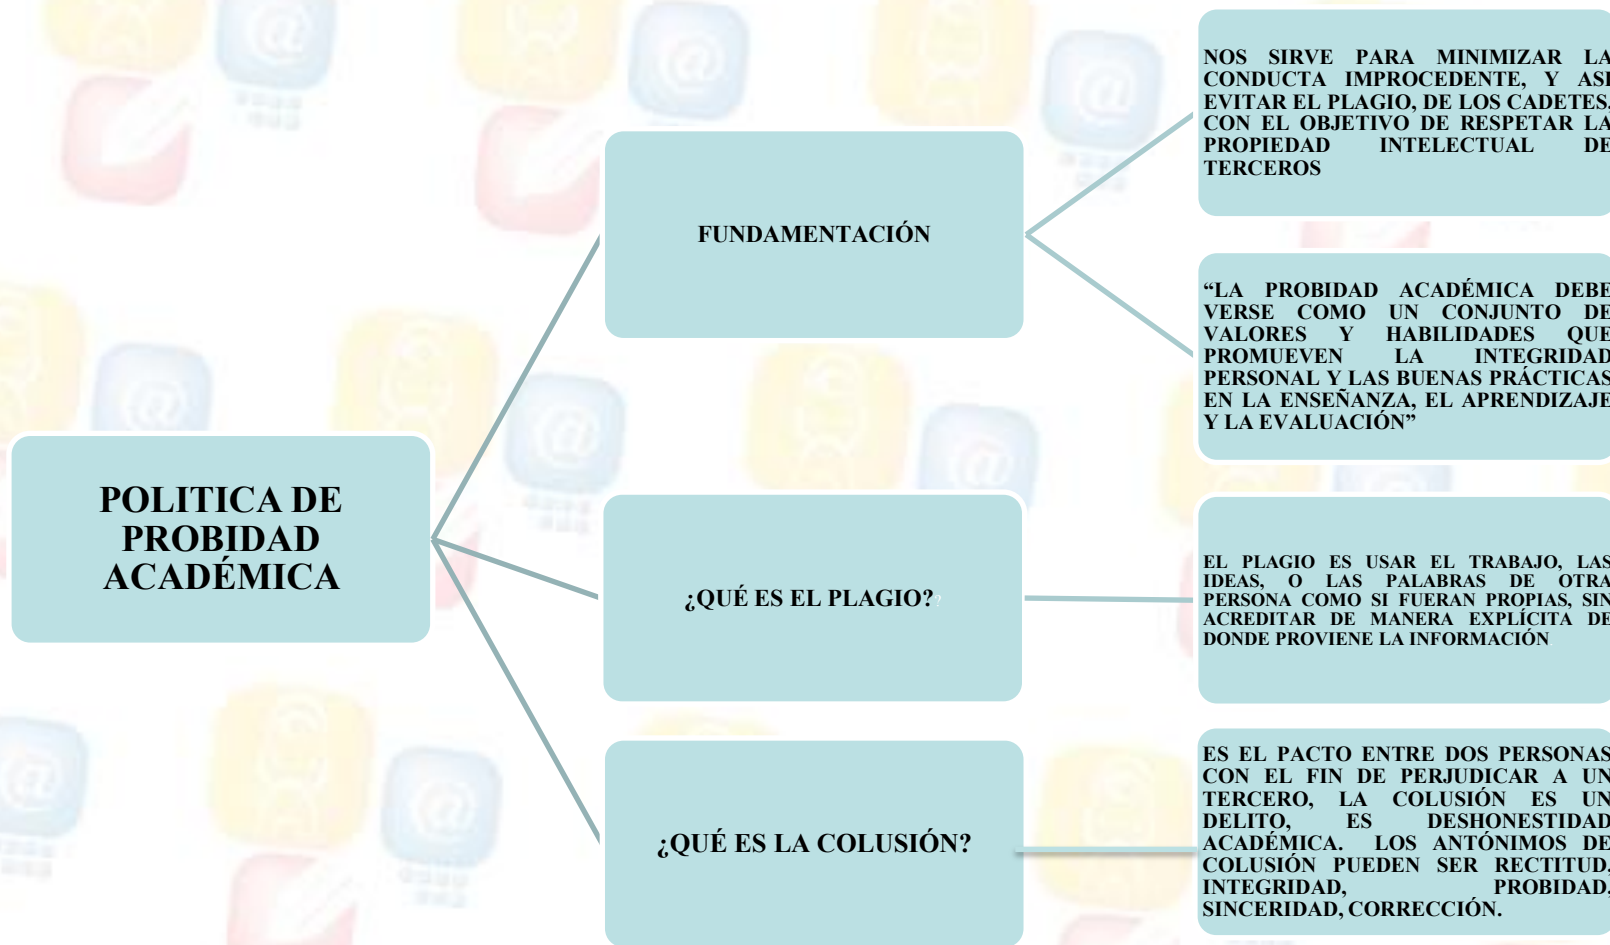 POLITICA DE
PROBIDAD
ACADÉMICA
FUNDAMENTACIÓN
NOS SIRVE PARA MINIMIZAR LA
CONDUCTA IMPROCEDENTE, Y ASI
EVITAR EL PLAGIO, DE LOS CADETES,
CON EL OBJETIVO DE RESPETAR LA
PROPIEDAD INTELECTUAL DE
TERCEROS
“LA PROBIDAD ACADÉMICA DEBE
VERSE COMO UN CONJUNTO DE
VALORES Y HABILIDADES QUE
PROMUEVEN LA INTEGRIDAD
PERSONAL Y LAS BUENAS PRÁCTICAS
EN LA ENSEÑANZA, EL APRENDIZAJE
Y LA EVALUACIÓN”
¿QUÉ ES EL PLAGIO??
EL PLAGIO ES USAR EL TRABAJO, LAS
IDEAS, O LAS PALABRAS DE OTRA
PERSONA COMO SI FUERAN PROPIAS, SIN
ACREDITAR DE MANERA EXPLÍCITA DE
DONDE PROVIENE LA INFORMACIÓN
¿QUÉ ES LA COLUSIÓN?
ES EL PACTO ENTRE DOS PERSONAS
CON EL FIN DE PERJUDICAR A UN
TERCERO, LA COLUSIÓN ES UN
DELITO, ES DESHONESTIDAD
ACADÉMICA. LOS ANTÓNIMOS DE
COLUSIÓN PUEDEN SER RECTITUD,
INTEGRIDAD, PROBIDAD,
SINCERIDAD, CORRECCIÓN.